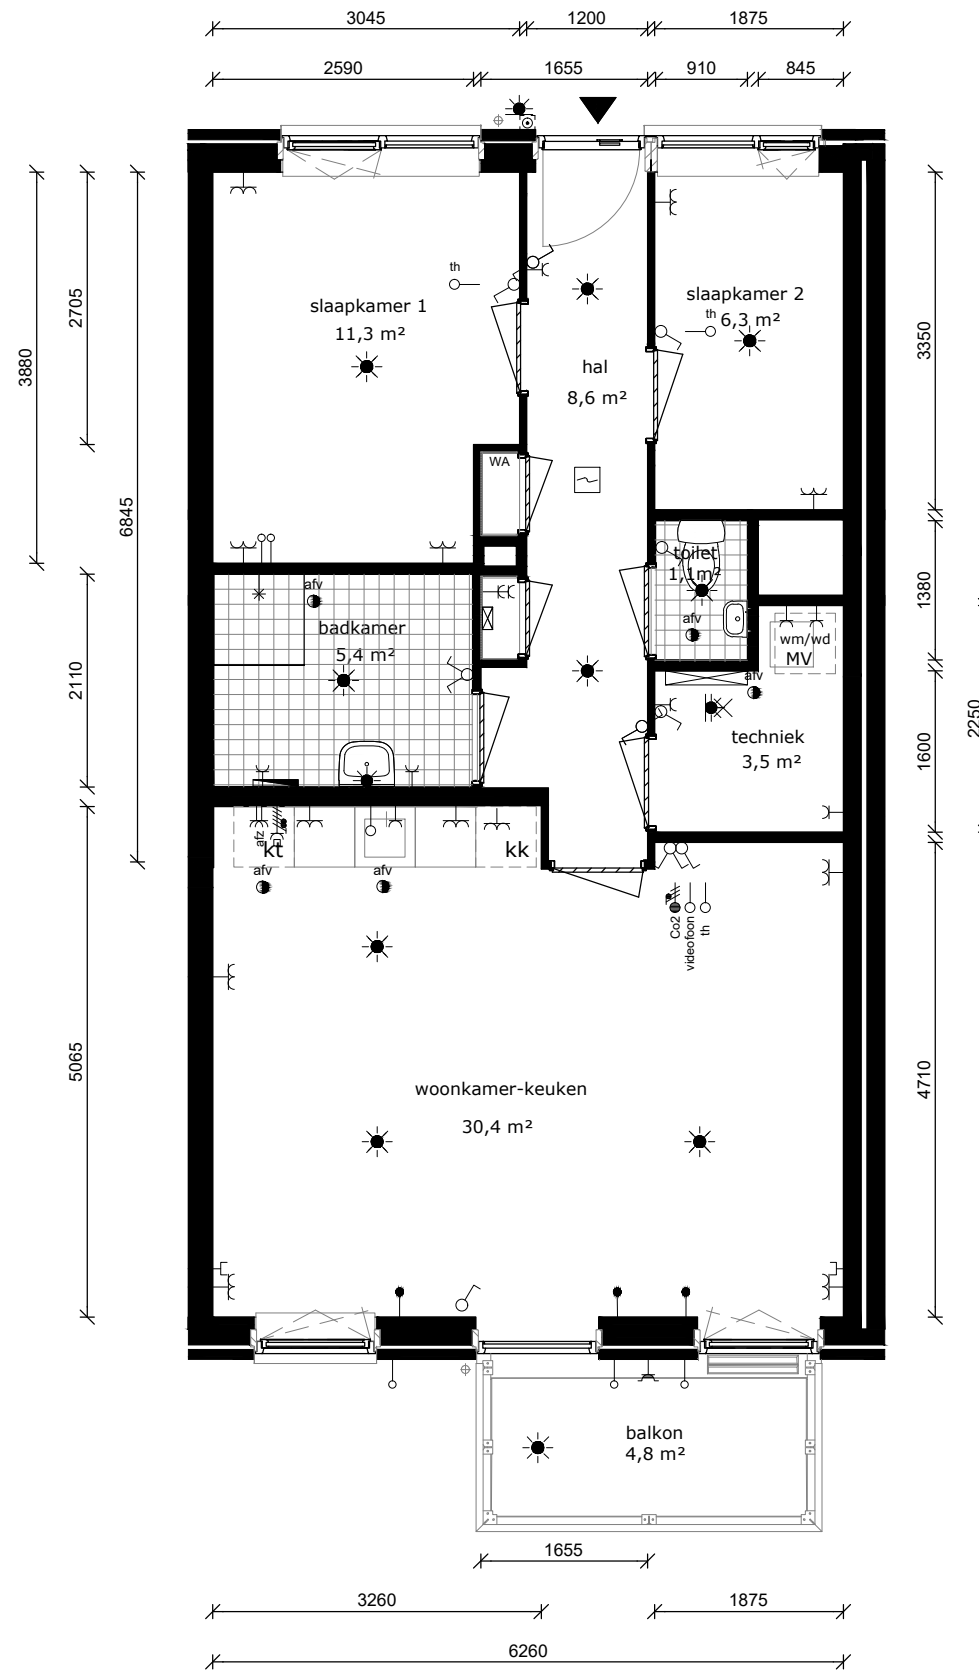 3045 1200 1875
2590 1655 910 845
2705
3880
6845
2110
5065
3350
1380
1600
2250
4710
th
slaapkamer 1
11,3 m²
slaapkamer 2
th 6,3 m²
hal
8,6 m²
WA
toilet
1,1m²
afv
afv
badkamer
5,4 m²
wm/wd
MV
afv
techniek
3,5 m²
afz
kt
kk
afv
afv
Co2
videofoon
th
woonkamer-keuken
30,4 m²
balkon
4,8 m²
1655
3260 1875
6260